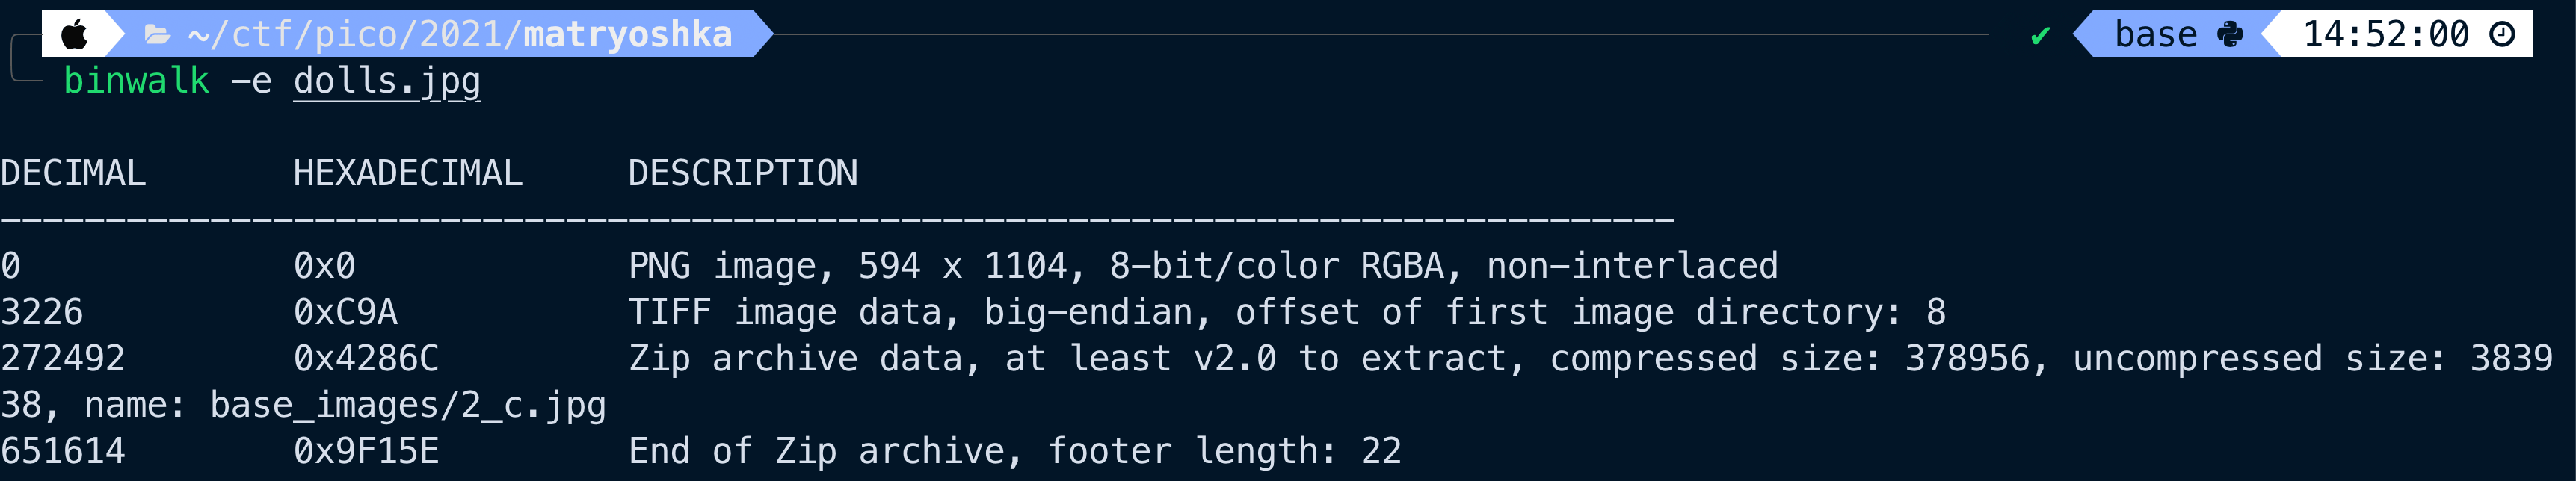 ~/ctf/pico/2021/matryoshka ✔ base 14:52:00
binwalk -e dolls.jpg
DECIMAL HEXADECIMAL DESCRIPTION
--------------------------------------------------------------------------------
0 0x0 PNG image, 594 x 1104, 8-bit/color RGBA, non-interlaced
3226 0xC9A TIFF image data, big-endian, offset of first image directory: 8
272492 0x4286C Zip archive data, at least v2.0 to extract, compressed size: 378956, uncompressed size: 3839
38, name: base_images/2_c.jpg
651614 0x9F15E End of Zip archive, footer length: 22